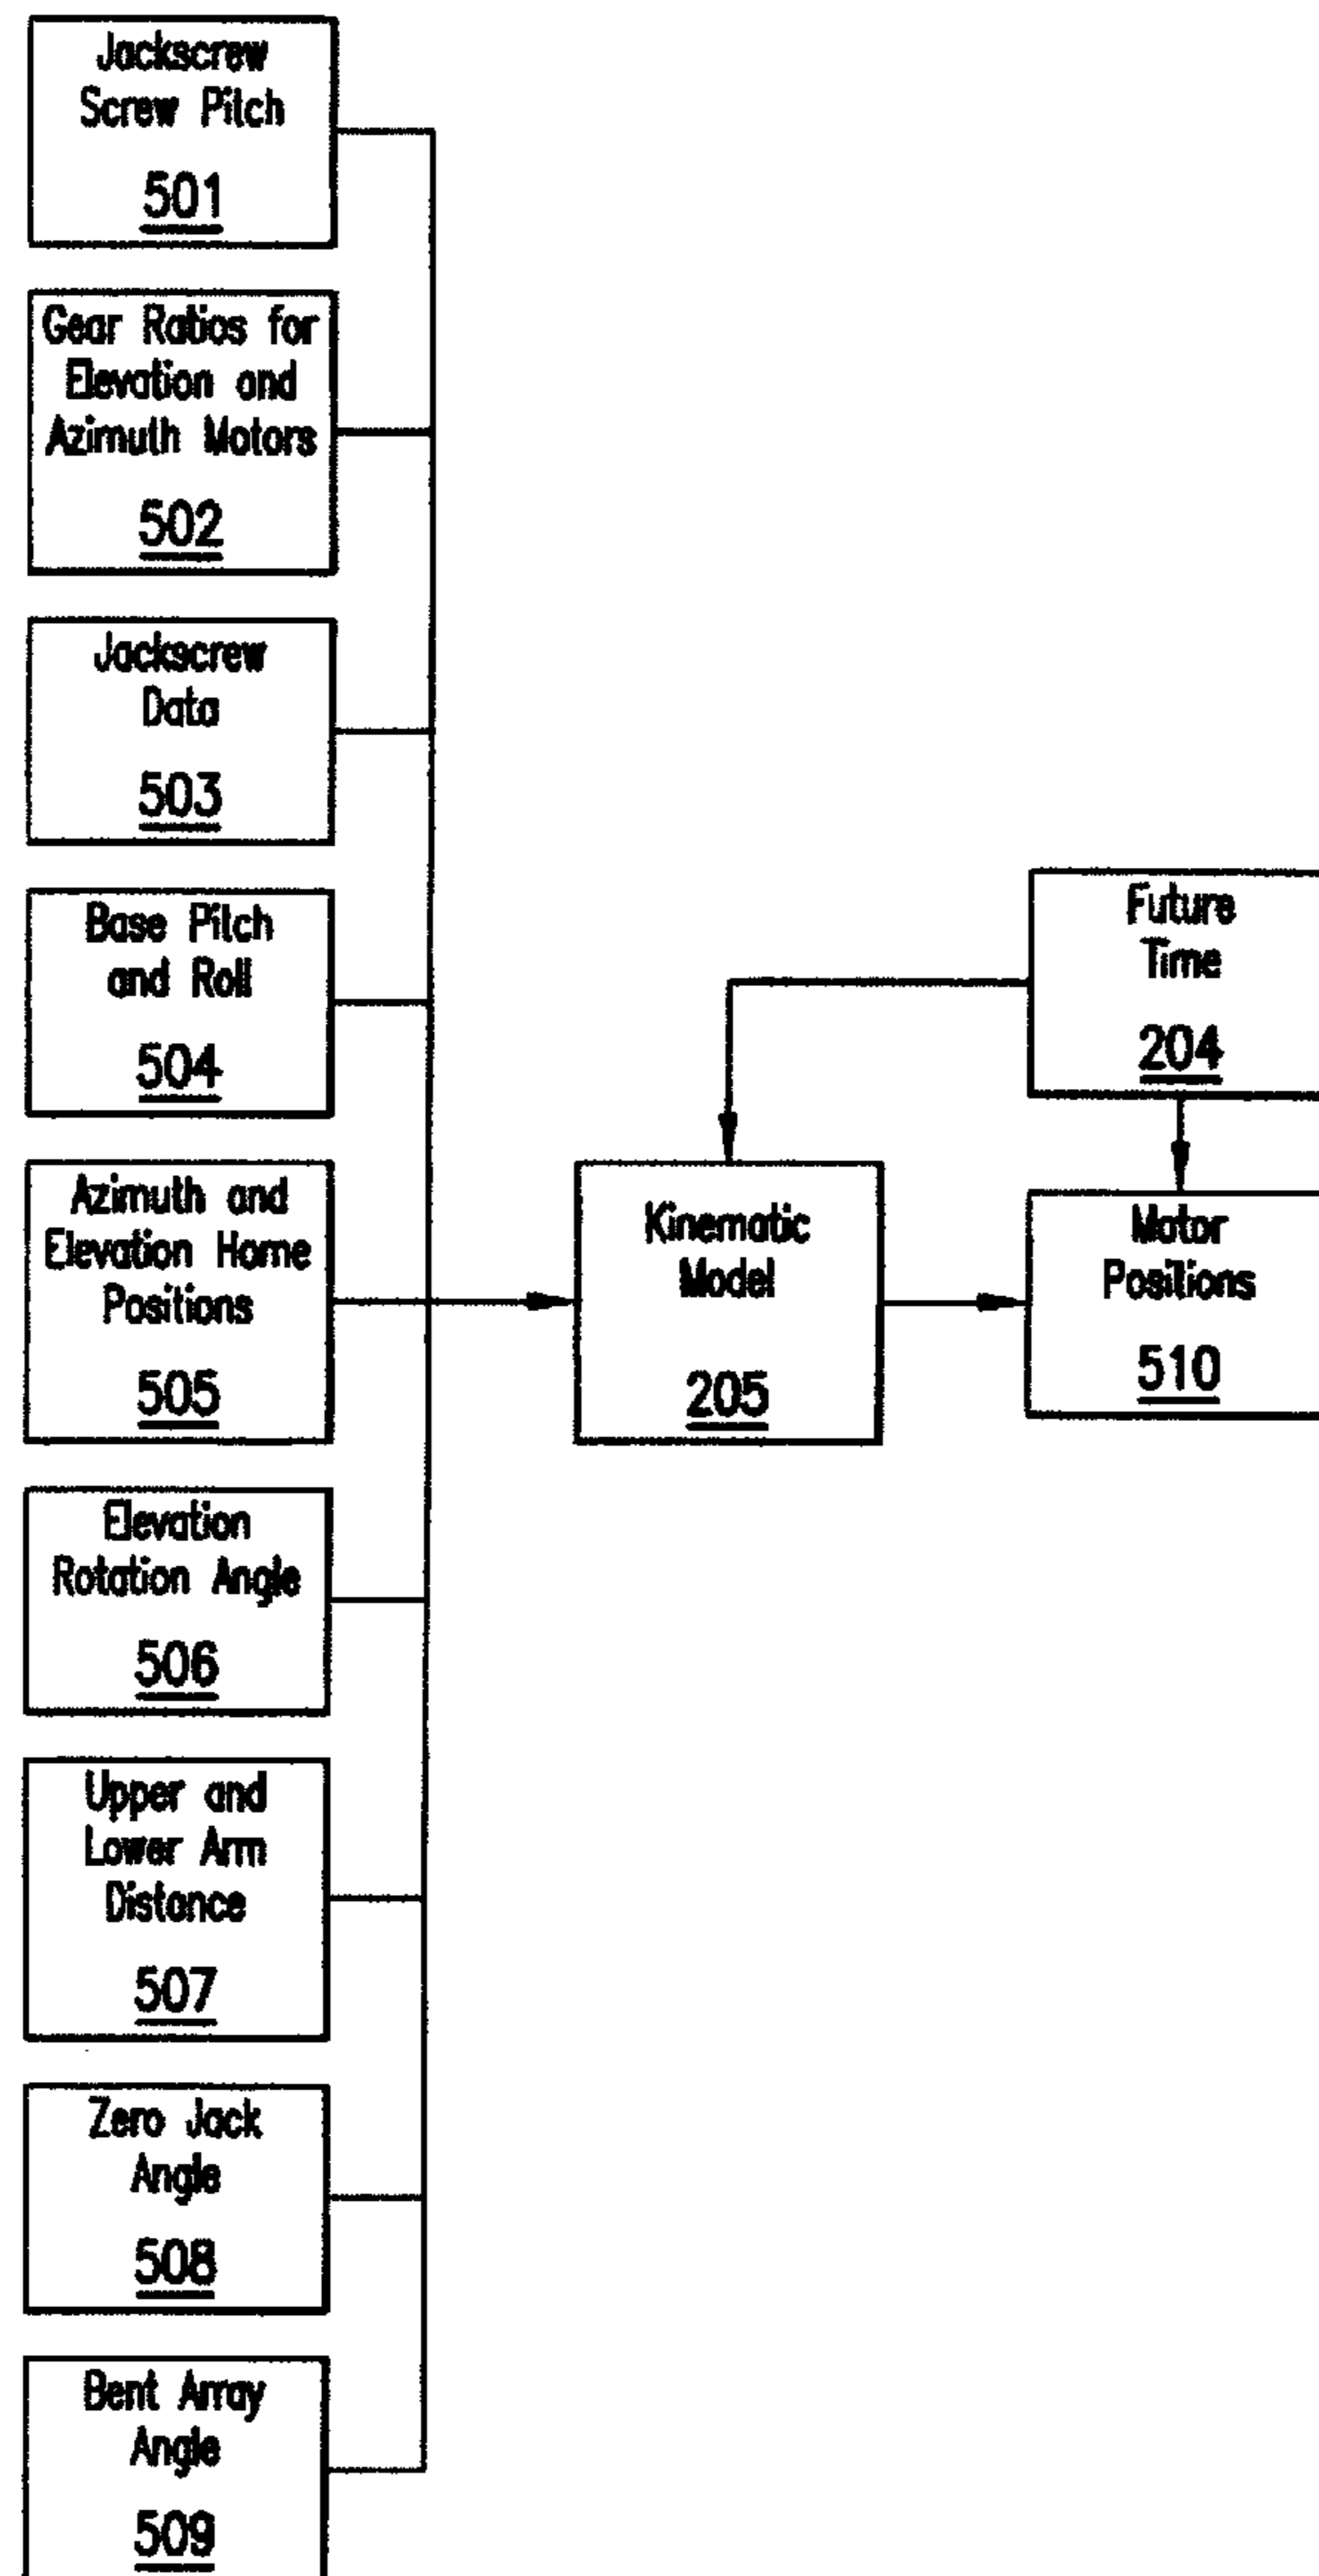 Jackscrew
Screw Pitch
501
Gear Ratios for
Elevation and
Azimuth Motors
502
Jackscrew
Data
503
Base Pitch
and Roll
504
Azimuth and
Elevation Home
Positions
505
Elevation
Rotation Angle
506
Upper and
Lower Arm
Distance
507
Zero Jack
Angle
508
Bent Array
Angle
509
Kinematic
Model
205
Future
Time
204
Motor
Positions
510